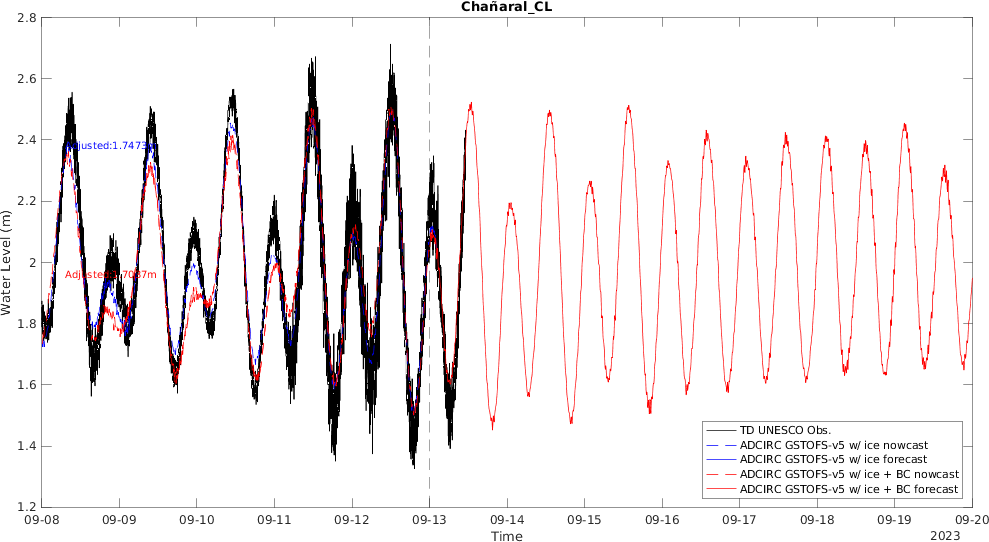 Chañaral_CL
2.8
2.6
2.4
2.2
2
1.8
1.6
1.4
1.2
Water Level (m)
Adjusted:1.7473m
TD UNESCO Obs.
ADCIRC GSTOFS-v5 w/ ice nowcast
ADCIRC GSTOFS-v5 w/ ice forecast
ADCIRC GSTOFS-v5 w/ ice + BC nowcast
ADCIRC GSTOFS-v5 w/ ice + BC forecast
09-08 09-09 09-10 09-11 09-12 09-13 09-14 09-15 09-16 09-17 09-18 09-19 09-20
Time
2023